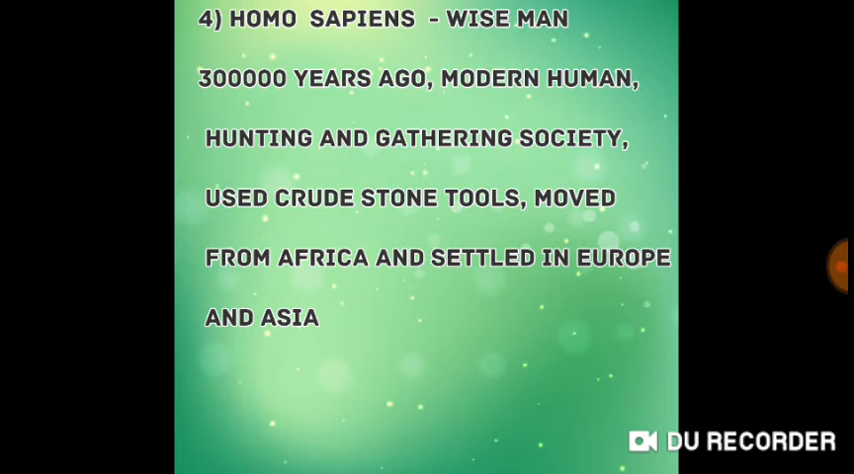 4) HOMO SAPIENS - WISE MAN
300000 YEARS AGO, MODERN HUMAN,
HUNTING AND GATHERING SOCIETY,
USED CRUDE STONE TOOLS, MOVED
FROM AFRICA AND SETTLED IN EUROPE
AND ASIA
DU RECORDER